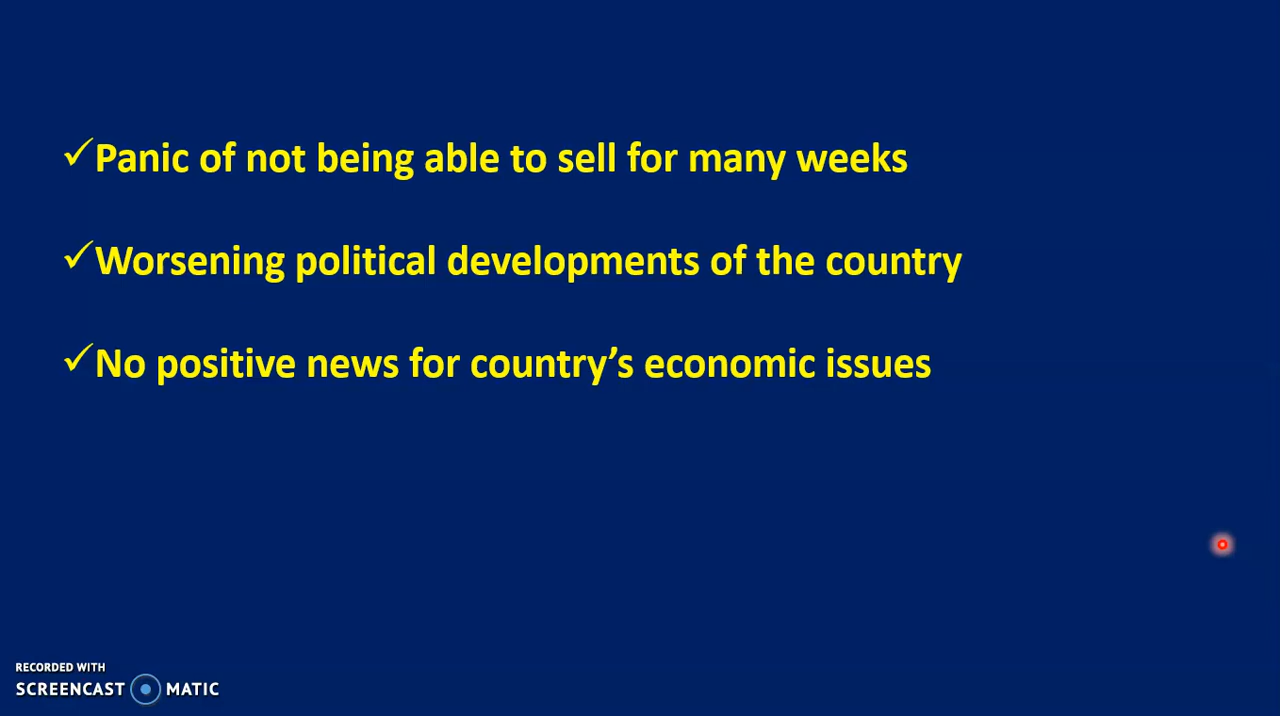 ✓Panic of not being able to sell for many weeks
✓Worsening political developments of the country
✓No positive news for country’s economic issues
RECORDED WITH
SCREENCAST MATIC